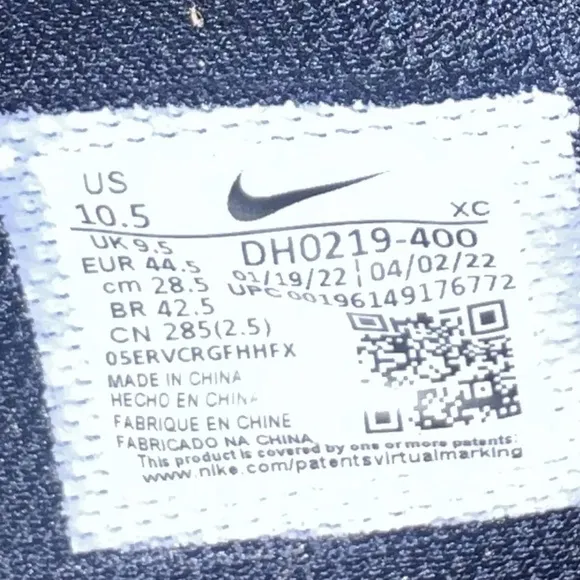 US
10.5
XC
UK 9.5
DH0219-400
EUR 44.5
01/19/22 | 04/02/22
cm 28.5
UPC 00196149176772
BR 42.5
CN 285(2.5)
05ERVCRGFHHFX
MADE IN CHINA
HECHO EN CHINA
FABRIQUE EN CHINE
FABRICADO NA CHINA
This product is covered by one or more patents:
www.nike.com/patentsvirtualmarking